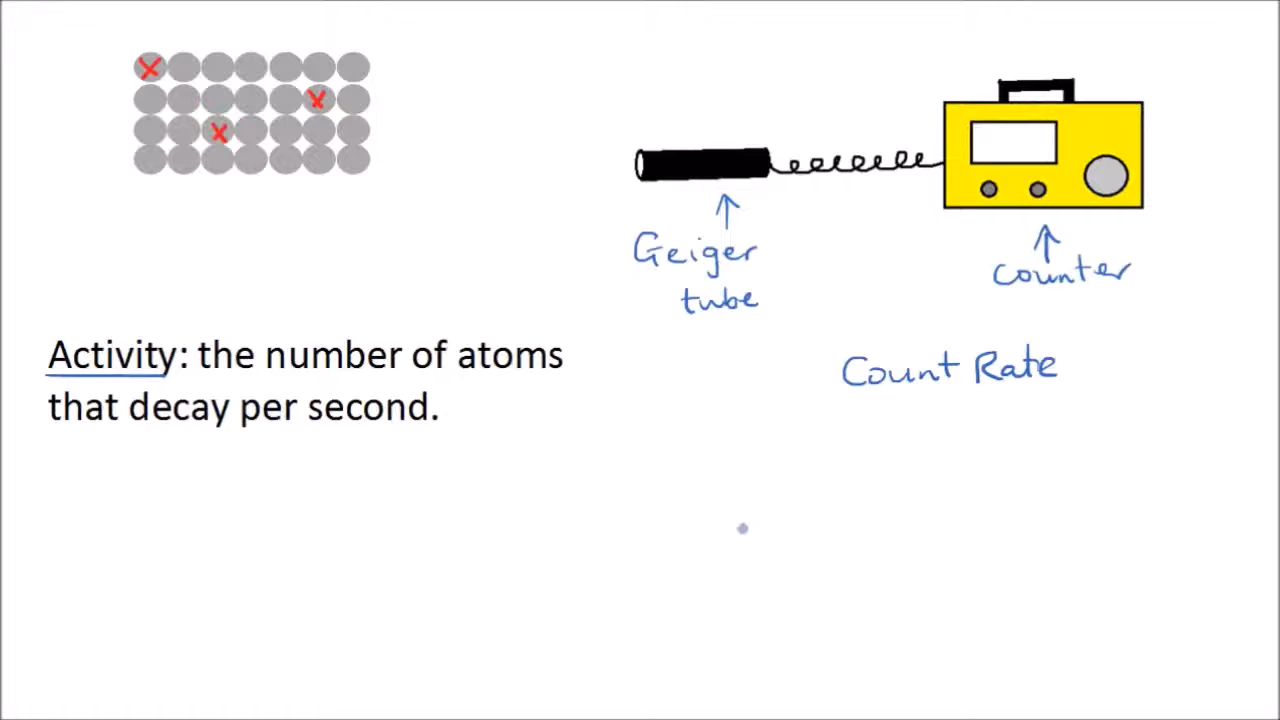 Geiger
tube
counter
Activity: the number of atoms
that decay per second.
Count Rate